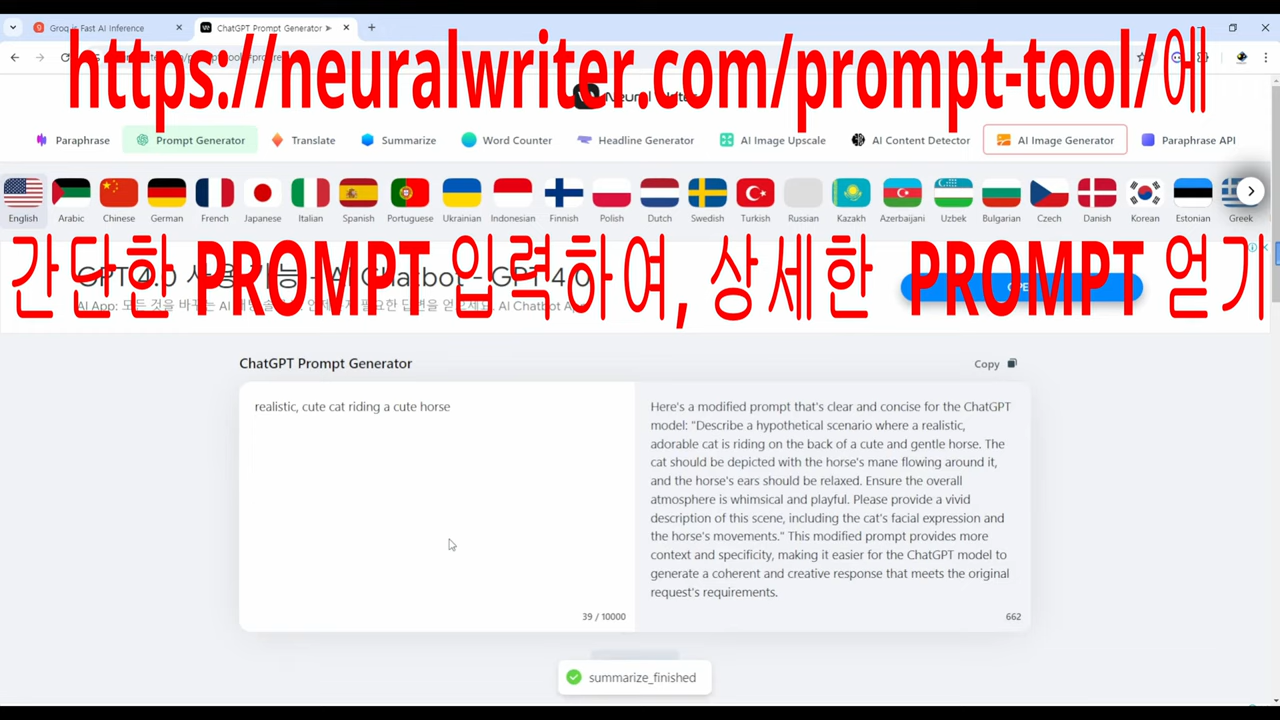 Groq is Fast AI Inference
ChatGPT Prompt Generator
https://neuralwriter.com/prompt-tool/에
Paraphrase
Prompt Generator
Translate
Summarize
Word Counter
Headline Generator
AI Image Upscale
AI Content Detector
AI Image Generator
Paraphrase API
English
Arabic
Chinese
German
French
Japanese
Italian
Spanish
Portuguese
Ukrainian
Indonesian
Finnish
Polish
Dutch
Swedish
Turkish
Russian
Kazakh
Azerbaijani
Uzbek
Bulgarian
Czech
Danish
Korean
Estonian
Greek
간단한 PROMPT 입력하여, 상세한 PROMPT 얻기
ChatGPT Prompt Generator
Copy
realistic, cute cat riding a cute horse
39 / 10000
Here's a modified prompt that's clear and concise for the ChatGPT
model: "Describe a hypothetical scenario where a realistic,
adorable cat is riding on the back of a cute and gentle horse. The
cat should be depicted with the horse's mane flowing around it,
and the horse's ears should be relaxed. Ensure the overall
atmosphere is whimsical and playful. Please provide a vivid
description of this scene, including the cat's facial expression and
the horse's movements." This modified prompt provides more
context and specificity, making it easier for the ChatGPT model to
generate a coherent and creative response that meets the original
request's requirements.
662
summarize_finished